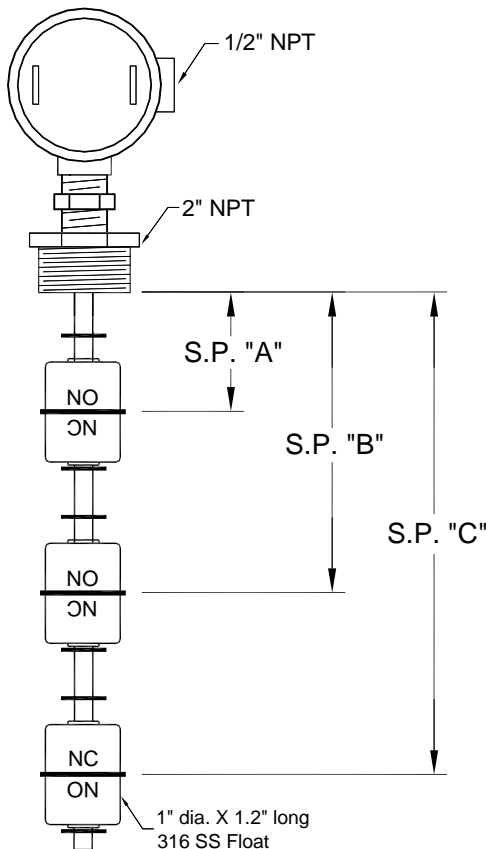 1/2" NPT
2" NPT
S.P. "A"
NO
NC
S.P. "B"
S.P. "C"
NO
NC
NC
NO
1" dia. X 1.2" long
316 SS Float